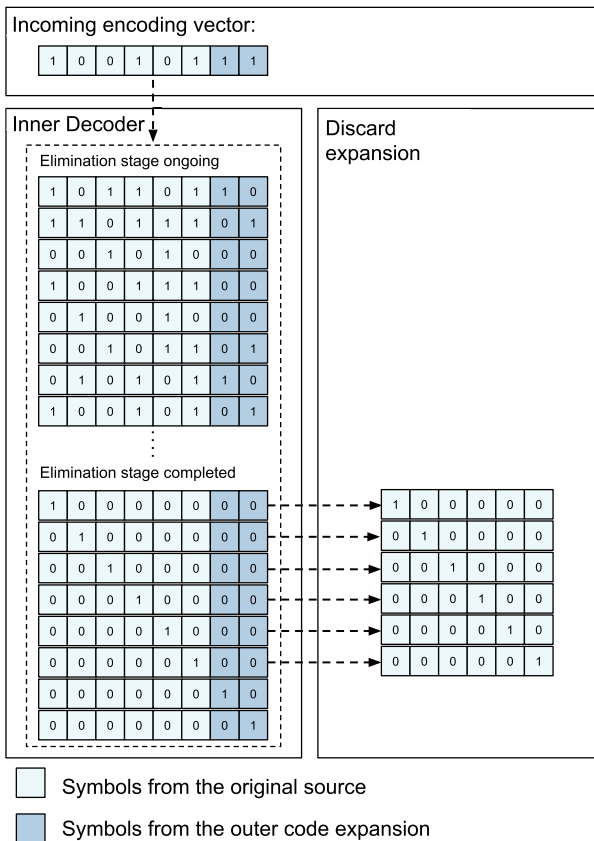 Incoming encoding vector:
1 0 0 1 0 1 1 1
Inner Decoder
Elimination stage ongoing
1 0 1 1 0 1 1 0
1 1 0 1 1 1 0 1
0 0 1 0 1 0 0 0
1 0 0 1 1 1 0 0
0 1 0 0 1 0 0 0
0 0 1 0 1 1 0 1
0 1 0 1 0 1 1 0
1 0 0 1 0 1 0 1
Elimination stage completed
1 0 0 0 0 0 0 0
0 1 0 0 0 0 0 0
0 0 1 0 0 0 0 0
0 0 0 1 0 0 0 0
0 0 0 0 1 0 0 0
0 0 0 0 0 1 0 0
0 0 0 0 0 0 1 0
0 0 0 0 0 0 0 1
Discard
expansion
1 0 0 0 0 0
0 1 0 0 0 0
0 0 1 0 0 0
0 0 0 1 0 0
0 0 0 0 1 0
0 0 0 0 0 1
Symbols from the original source
Symbols from the outer code expansion